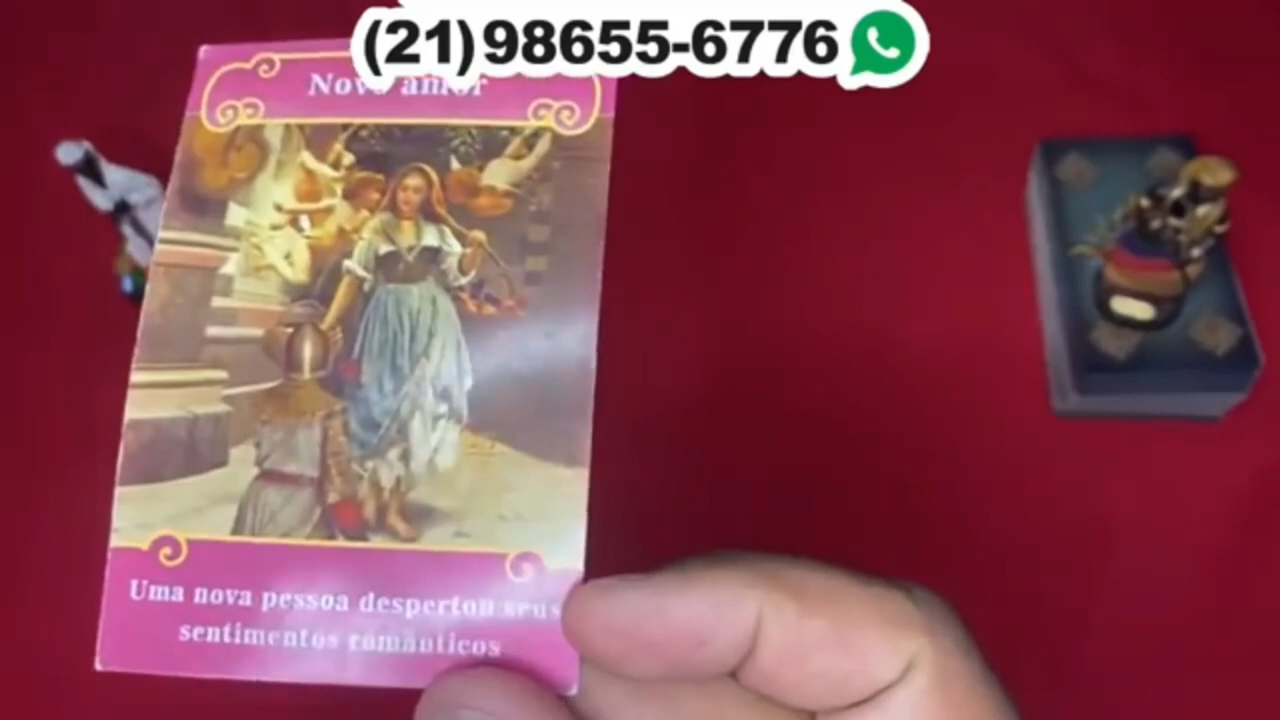 (21) 98655-6776
Novo amor
Uma nova pessoa despertou seus
sentimentos românticos